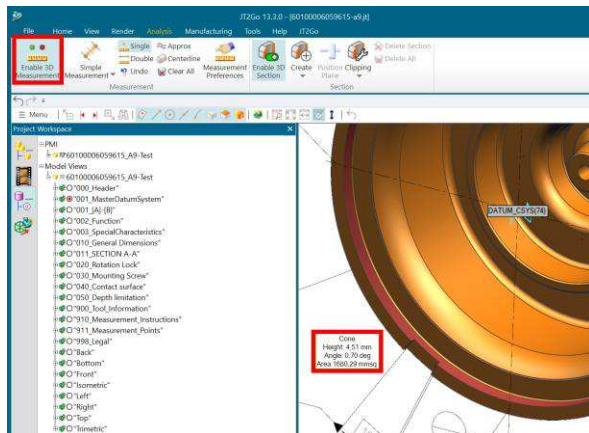 JT2Go 13.3.0 - [60100006059615-a9.jt]
File Home View Render Analysis Manufacturing Tools Help JT2Go
Enable 3D Measurement
Simple Measurement
Single
Double
Undo
Approx
Centerline
Clear All
Measurement Preferences
Enable 3D Section
Create
Position Plane
Clipping
Delete Section
Delete All
Measurement
Section
Menu
Project Workspace
PMI
60100006059615_A9-Test
Model Views
60100006059615_A9-Test
"000_Header"
"001_MasterDatumSystem"
"001_[A]-[B]"
"002_Function"
"003_SpecialCharacteristics"
"010_General Dimensions"
"011_SECTION A-A"
"020_Rotation Lock"
"030_Mounting Screw"
"040_Contact surface"
"050_Depth limitation"
"900_Tool_Information"
"910_Measurement_Instructions"
"911_Measurement_Points"
"998_Legal"
"Back"
"Bottom"
"Front"
"Isometric"
"Left"
"Right"
"Top"
"Trimetric"
DATUM_CSYS(74)
Cone
Height: 4,51 mm
Angle: 0,70 deg
Area 1680,29 mmsq